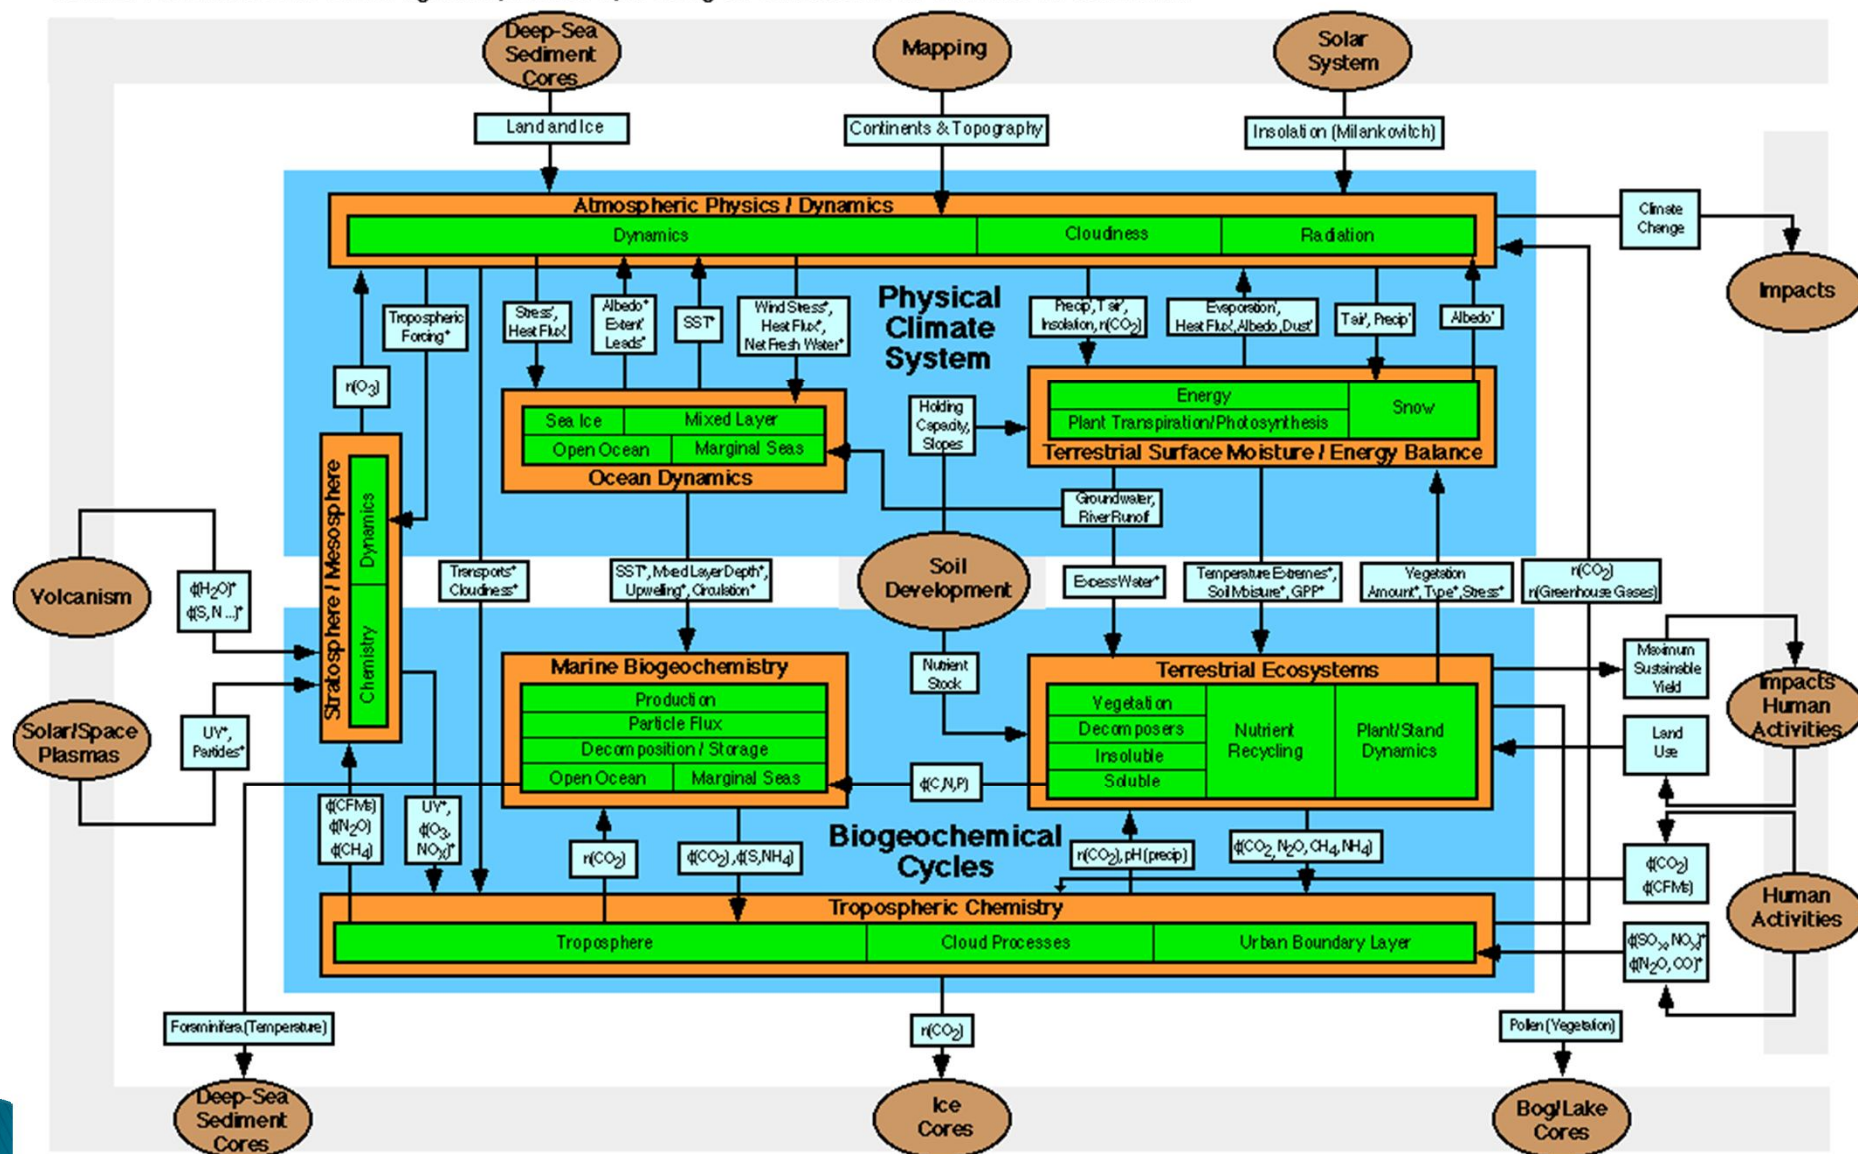 Deep-Sea
Sediment
Cores
Mapping
Solar
System
Land and Ice
Continents & Topography
Insolation (Milankovitch)
Atmospheric Physics / Dynamics
Dynamics
Cloudiness
Radiation
Climate
Change
Impacts
Physical
Climate
System
Tropospheric
Forcing*
Stress',
Heat Flux'
Albedo*
Extent'
Leads*
SST*
Wind Stress*,
Heat Flux*,
Net Fresh Water*
Precip', T air',
Insolation, n(CO2)
Evaporation',
Heat Flux', Albedo, Dust'
T air', Precip'
Albedo'
n(O3)
Sea Ice
Mixed Layer
Open Ocean
Marginal Seas
Ocean Dynamics
Holding
Capacity,
Slopes
Energy
Plant Transpiration/Photosynthesis
Snow
Terrestrial Surface Moisture / Energy Balance
Stratosphere / Mesosphere
Dynamics
Chemistry
Groundwater,
River Runoff
Volcanism
ϕ(H2O)*
ϕ(S, N ...)*
Transports*
Cloudiness*
SST*, Mixed Layer Depth*,
Upwelling*, Circulation*
Soil
Development
Excess Water*
Temperature Extremes*,
Soil Moisture*, GPP*
Vegetation
Amount*, Type*, Stress*
n(CO2)
n(Greenhouse Gases)
Solar/Space
Plasmas
UV*,
Particles*
Marine Biogeochemistry
Production
Particle Flux
Decomposition / Storage
Open Ocean
Marginal Seas
Nutrient
Stock
Terrestrial Ecosystems
Vegetation
Decomposers
Insoluble
Soluble
Nutrient
Recycling
Plant/Stand
Dynamics
Maximum
Sustainable
Yield
Impacts
Human
Activities
Land
Use
ϕ(C,N,P)
ϕ(CFMs)
ϕ(N2O)
ϕ(CH4)
UV*,
ϕ(O3,
NOx)*
n(CO2)
ϕ(CO2), ϕ(S,NH4)
Biogeochemical
Cycles
n(CO2), pH (precip)
ϕ(CO2, N2O, CH4, NH4)
ϕ(CO2)
ϕ(CFMs)
Human
Activities
Tropospheric Chemistry
Troposphere
Cloud Processes
Urban Boundary Layer
ϕ(SOx, NOx)*
ϕ(N2O, CO)*
Foraminifera (Temperature)
n(CO2)
Pollen (Vegetation)
Deep-Sea
Sediment
Cores
Ice
Cores
Bog/Lake
Cores